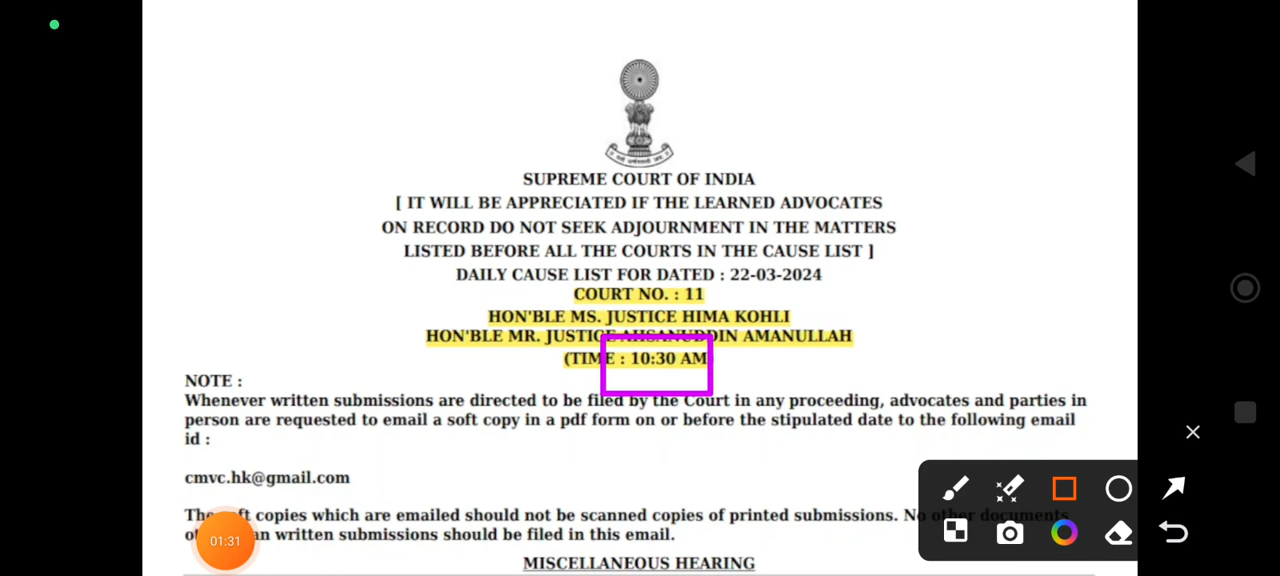 SUPREME COURT OF INDIA
[ IT WILL BE APPRECIATED IF THE LEARNED ADVOCATES
ON RECORD DO NOT SEEK ADJOURNMENT IN THE MATTERS
LISTED BEFORE ALL THE COURTS IN THE CAUSE LIST ]
DAILY CAUSE LIST FOR DATED : 22-03-2024
COURT NO. : 11
HON'BLE MS. JUSTICE HIMA KOHLI
HON'BLE MR. JUSTICE AHSANUDDIN AMANULLAH
(TIME : 10:30 AM
NOTE :
Whenever written submissions are directed to be filed by the Court in any proceeding, advocates and parties in
person are requested to email a soft copy in a pdf form on or before the stipulated date to the following email
id :
cmvc.hk@gmail.com
The soft copies which are emailed should not be scanned copies of printed submissions. No other documents
written submissions should be filed in this email.
01:31
MISCELLANEOUS HEARING